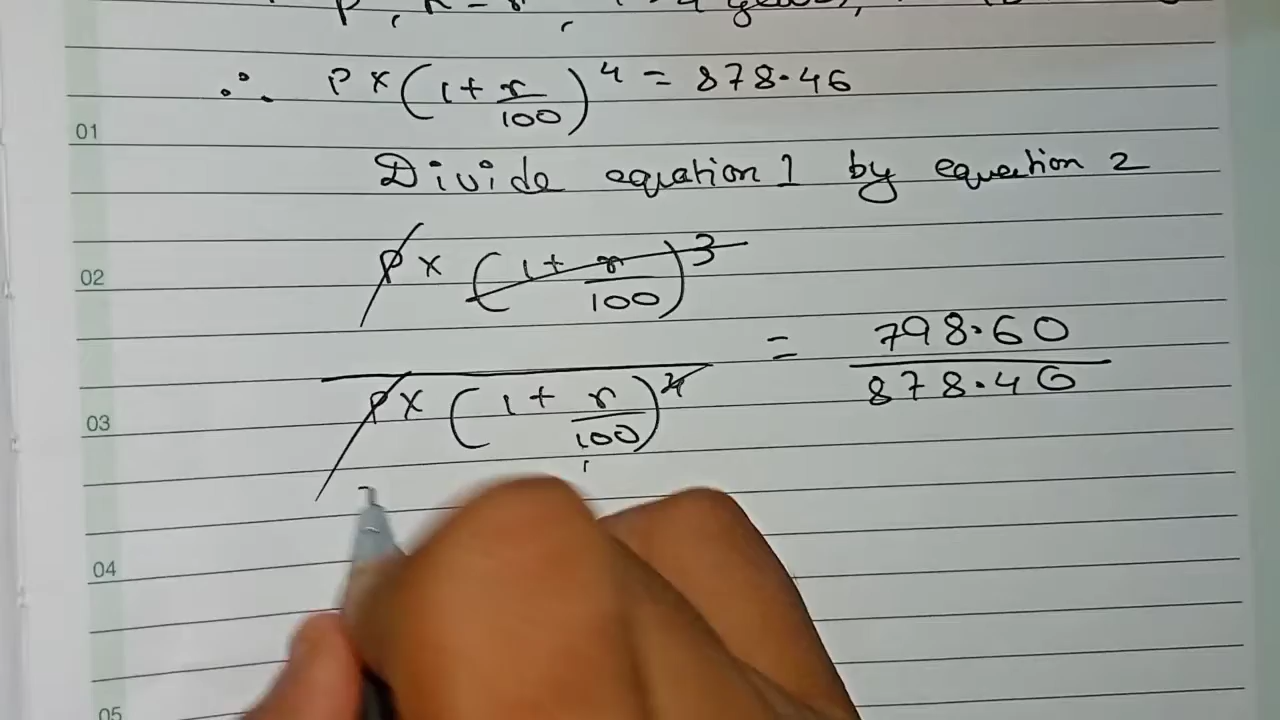 ∴ P × (1 + r/100)^4 = 878.46
01
Divide equation 1 by equation 2
02
P × (1 + r/100)^3
= 798.60 / 878.46
P × (1 + r/100)^4
03
04
05